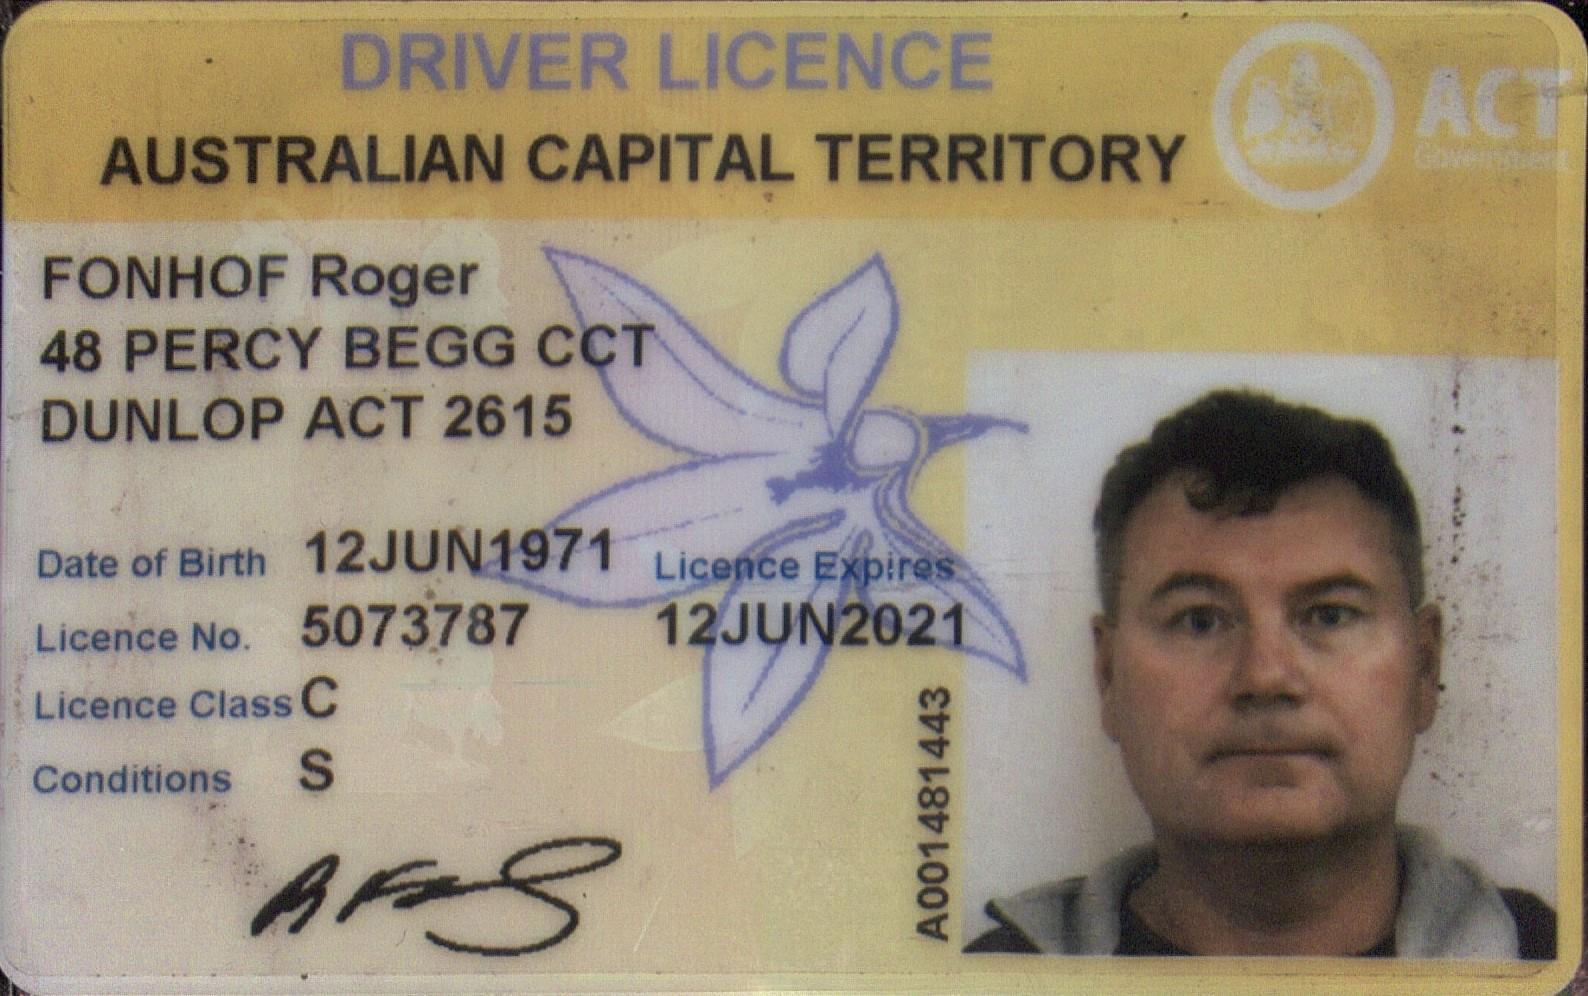 DRIVER LICENCE
AUSTRALIAN CAPITAL TERRITORY
ACT
Government
FONHOF Roger
48 PERCY BEGG CCT
DUNLOP ACT 2615
Date of Birth 12JUN1971
Licence Expires
Licence No. 5073787
12JUN2021
Licence Class C
Conditions S
A001481443